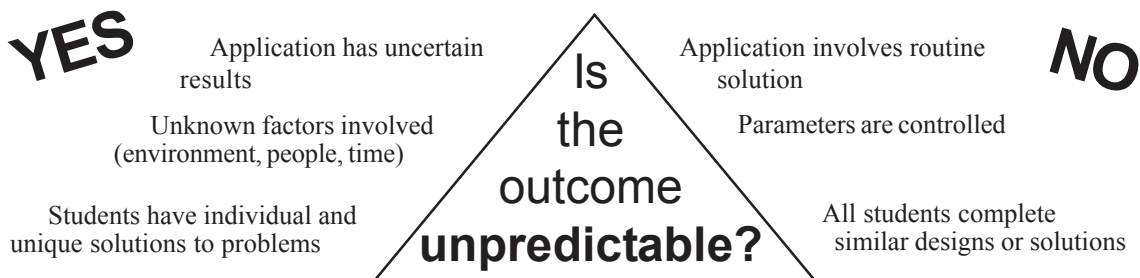 YES
Application has uncertain
results
Unknown factors involved
(environment, people, time)
Students have individual and
unique solutions to problems
Is
the
outcome
unpredictable?
NO
Application involves routine
solution
Parameters are controlled
All students complete
similar designs or solutions